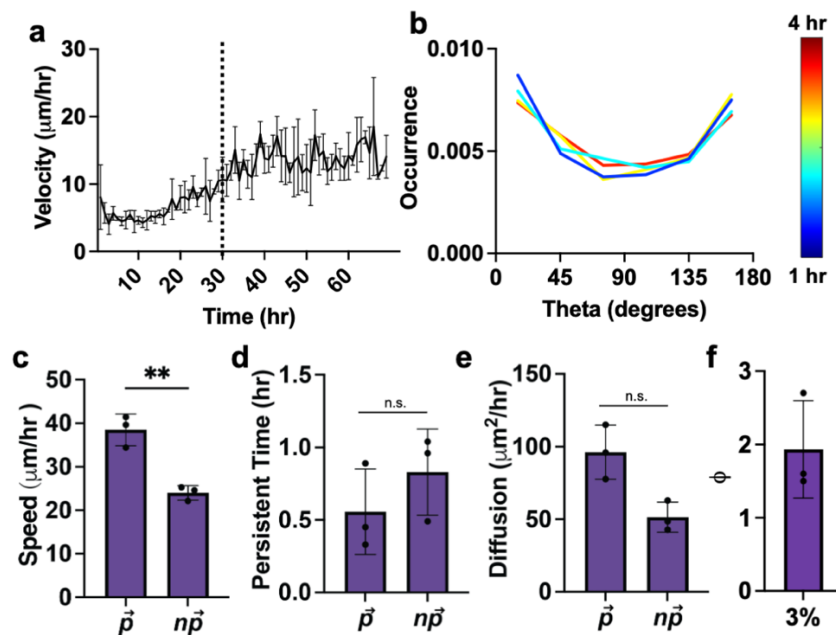 a
Velocity (μm/hr)
30
20
10
0
10
20
30
40
50
60
Time (hr)
b
Occurrence
0.010
0.005
0.000
0
45
90
135
180
Theta (degrees)
4 hr
1 hr
c
Speed (μm/hr )
50
40
30
20
10
0
**
p⃗
np⃗
d
Persistent Time (hr)
1.5
1.0
0.5
0.0
n.s.
p⃗
np⃗
e
Diffusion (μm²/hr)
150
100
50
0
n.s.
p⃗
np⃗
f
ϕ
3
2
1
0
3%